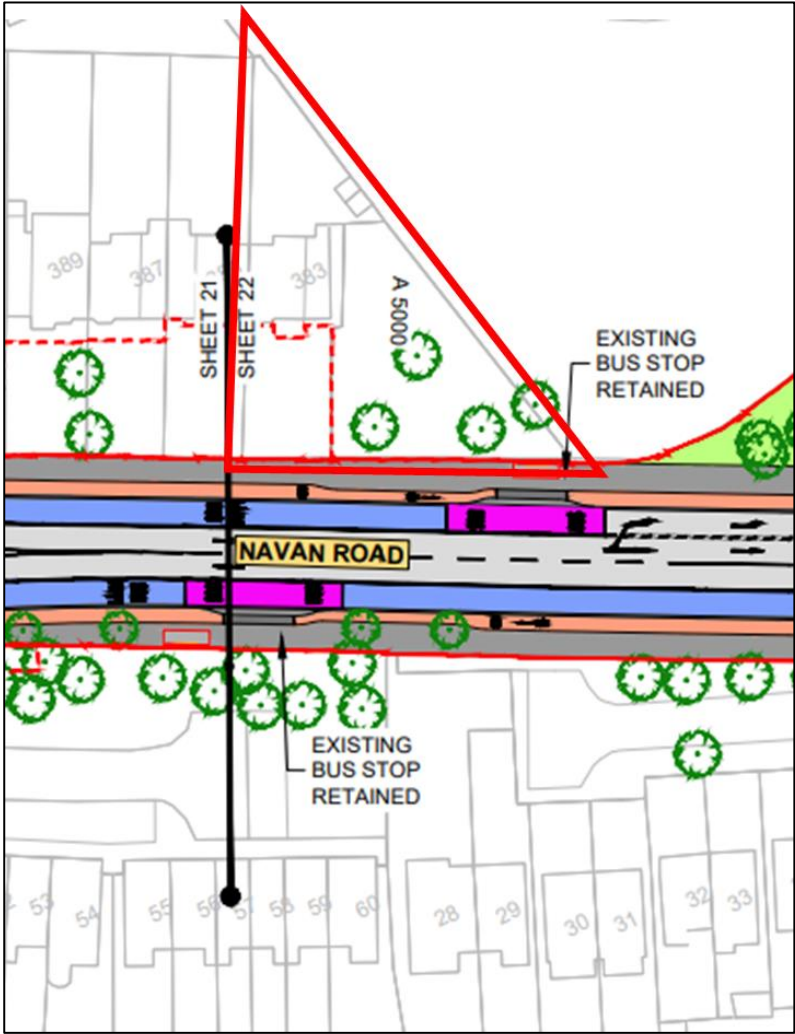 389
387
383
SHEET 21
SHEET 22
A 5000
EXISTING
BUS STOP
RETAINED
NAVAN ROAD
EXISTING
BUS STOP
RETAINED
53
54
55
56
57
58
59
60
28
29
30
31
32
33